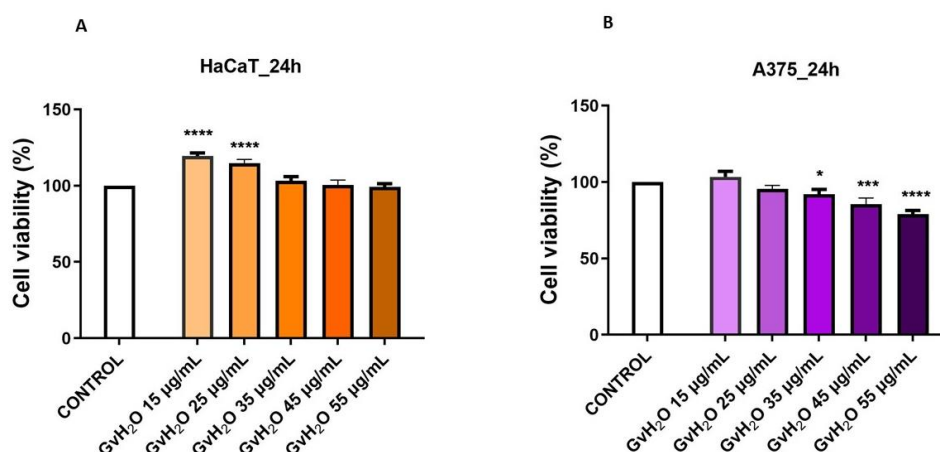 A
HaCaT_24h
Cell viability (%)
150
100
50
0
****
****
CONTROL
GvH₂O 15 µg/mL
GvH₂O 25 µg/mL
GvH₂O 35 µg/mL
GvH₂O 45 µg/mL
GvH₂O 55 µg/mL
B
A375_24h
Cell viability (%)
150
100
50
0
*
***
****
CONTROL
GvH₂O 15 µg/mL
GvH₂O 25 µg/mL
GvH₂O 35 µg/mL
GvH₂O 45 µg/mL
GvH₂O 55 µg/mL